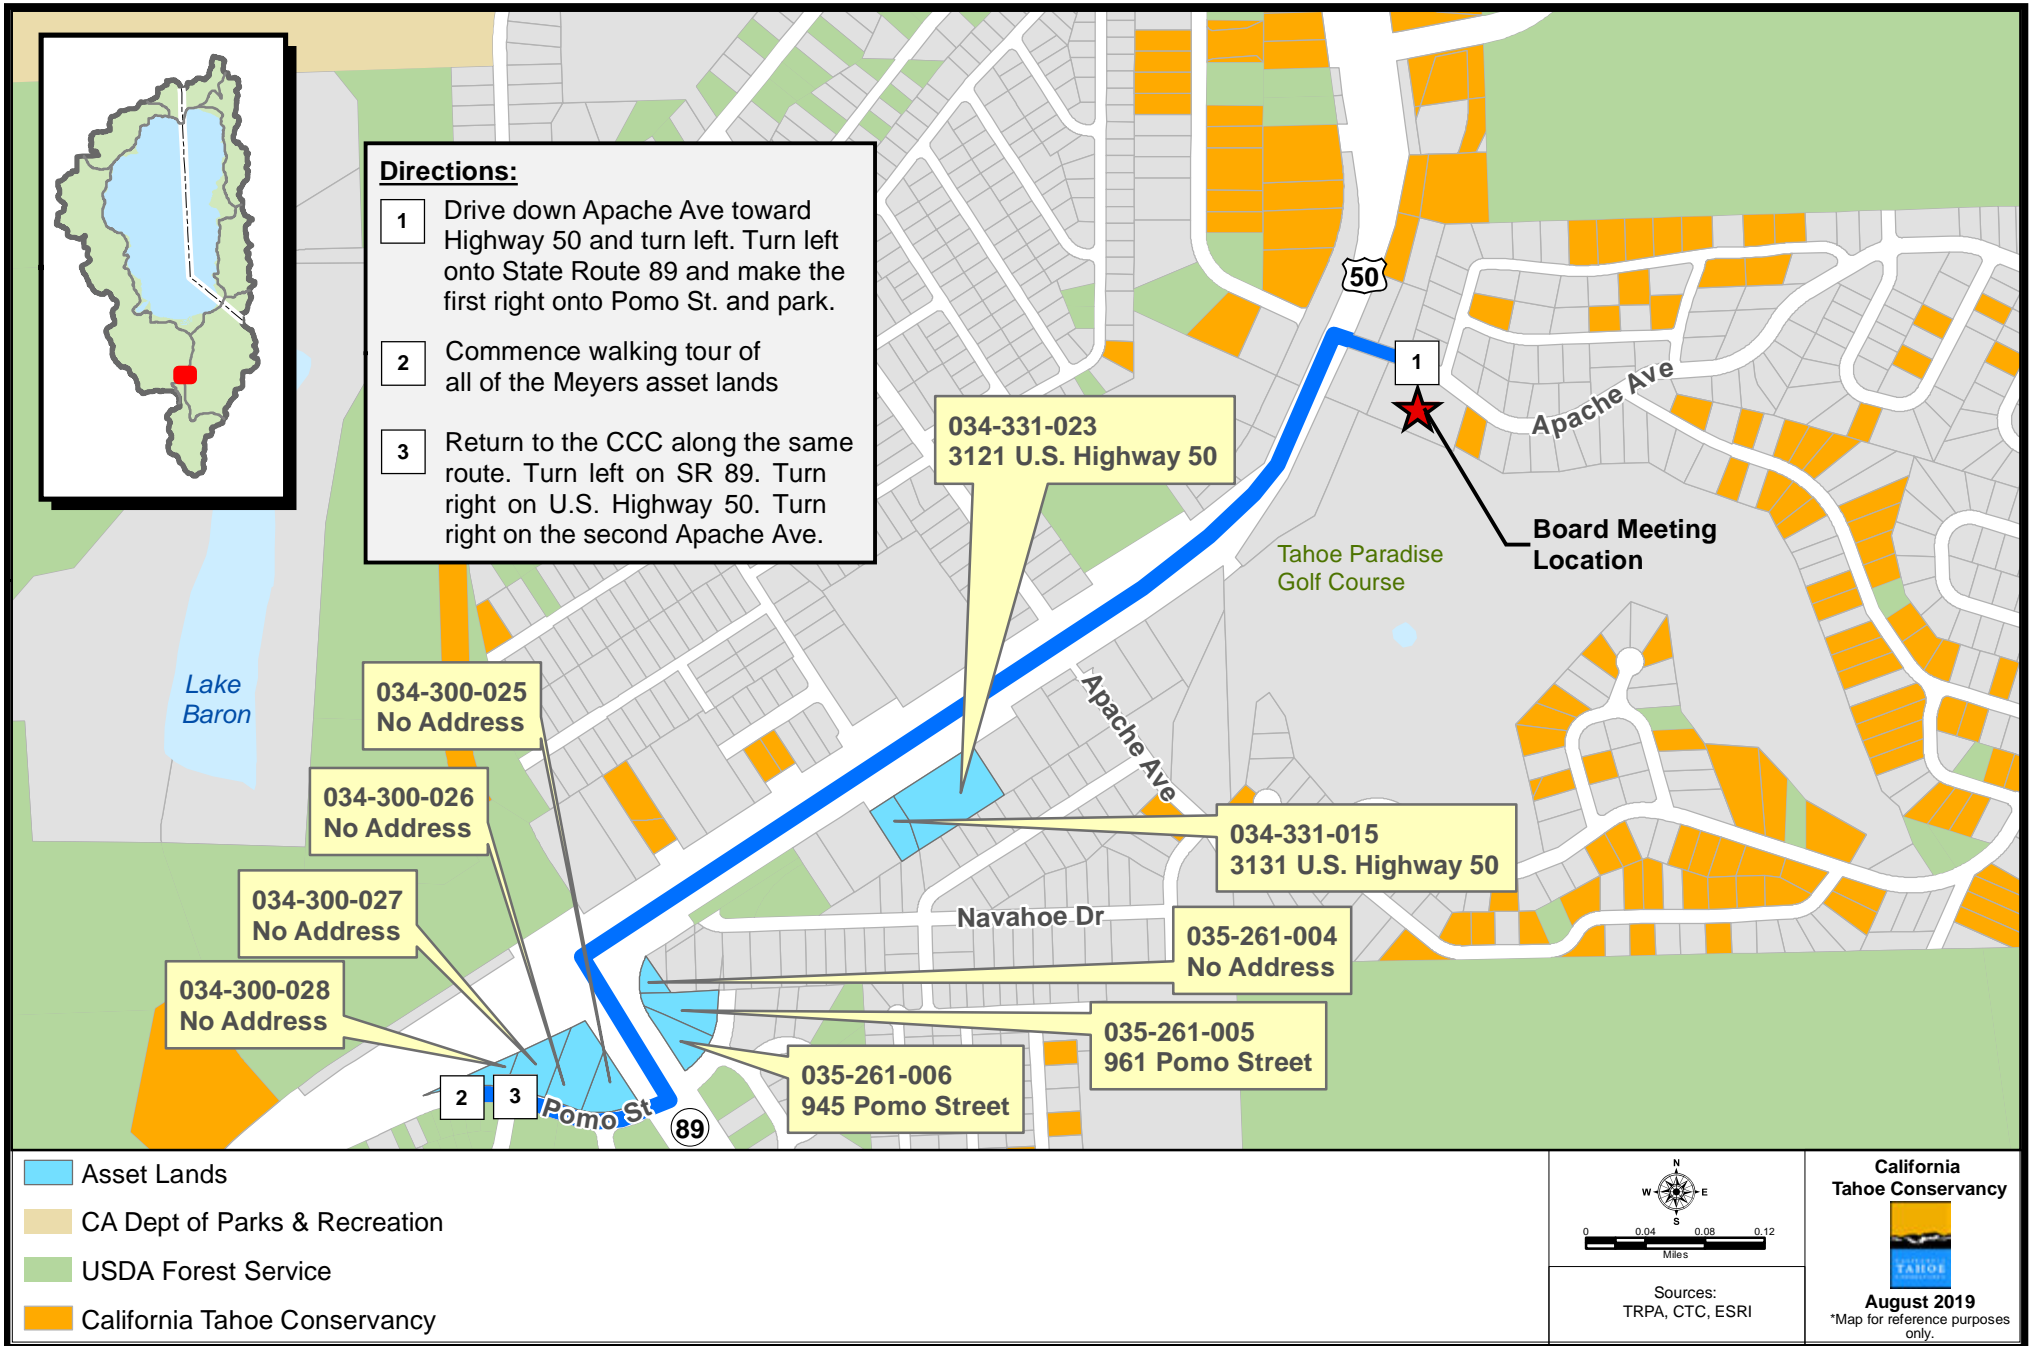 Directions:
1
Drive down Apache Ave toward
Highway 50 and turn left. Turn left
onto State Route 89 and make the
first right onto Pomo St. and park.
2
Commence walking tour of
all of the Meyers asset lands
3
Return to the CCC along the same
route. Turn left on SR 89. Turn
right on U.S. Highway 50. Turn
right on the second Apache Ave.
50
1
Apache Ave
034-331-023
3121 U.S. Highway 50
Board Meeting
Location
Tahoe Paradise
Golf Course
Lake
Baron
034-300-025
No Address
Apache Ave
034-300-026
No Address
034-331-015
3131 U.S. Highway 50
034-300-027
No Address
Navahoe Dr
035-261-004
No Address
034-300-028
No Address
035-261-005
961 Pomo Street
035-261-006
945 Pomo Street
2
3
Pomo St
89
Asset Lands
CA Dept of Parks & Recreation
USDA Forest Service
California Tahoe Conservancy
N
W
E
S
0
0.04
0.08
0.12
Miles
Sources:
TRPA, CTC, ESRI
California
Tahoe Conservancy
TAHOE
August 2019
*Map for reference purposes
only.